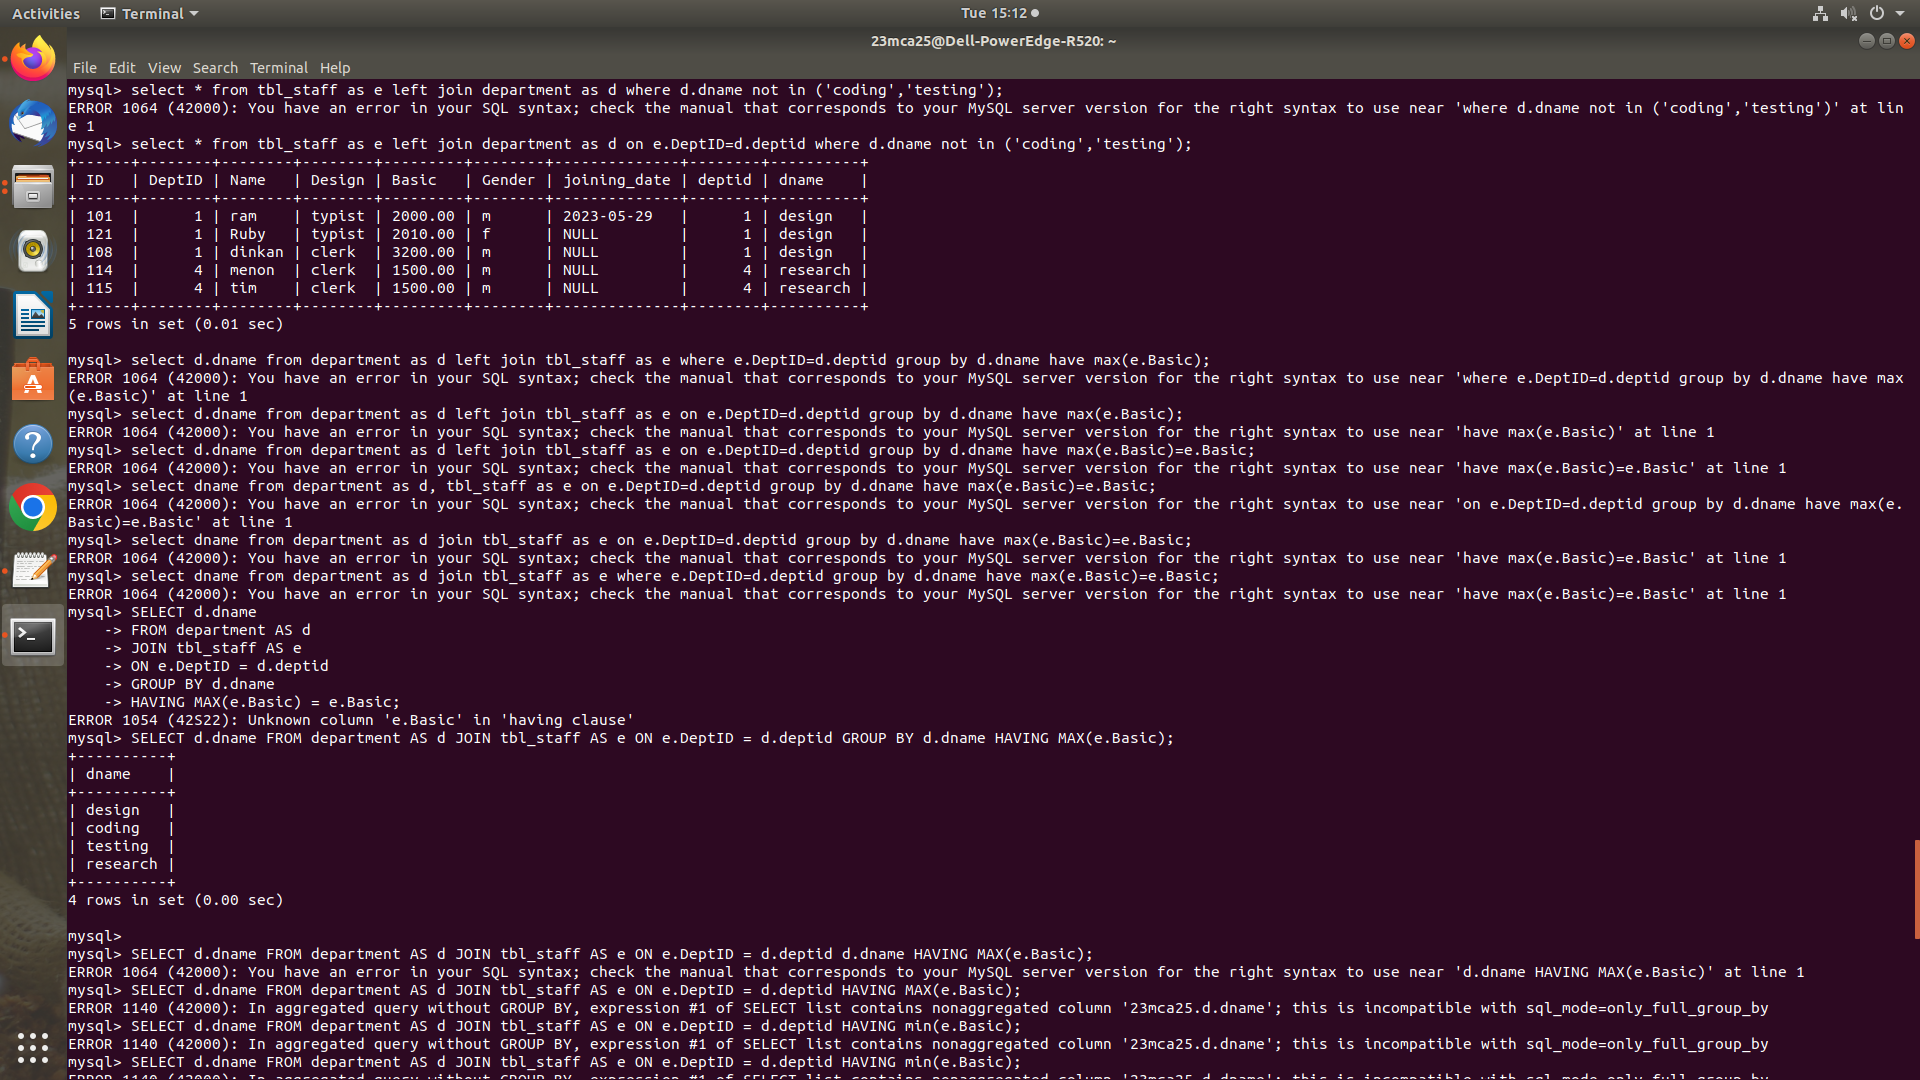 Activities Terminal Tue 15:12
23mca25@Dell-PowerEdge-R520: ~
File Edit View Search Terminal Help
mysql> select * from tbl_staff as e left join department as d where d.dname not in ('coding','testing');
ERROR 1064 (42000): You have an error in your SQL syntax; check the manual that corresponds to your MySQL server version for the right syntax to use near 'where d.dname not in ('coding','testing')' at lin
e 1
mysql> select * from tbl_staff as e left join department as d on e.DeptID=d.deptid where d.dname not in ('coding','testing');
+------+--------+--------+--------+---------+--------+--------------+--------+----------+
| ID   | DeptID | Name   | Design | Basic   | Gender | joining_date | deptid | dname    |
+------+--------+--------+--------+---------+--------+--------------+--------+----------+
| 101  |      1 | ram    | typist | 2000.00 | m      | 2023-05-29   |      1 | design   |
| 121  |      1 | Ruby   | typist | 2010.00 | f      | NULL         |      1 | design   |
| 108  |      1 | dinkan | clerk  | 3200.00 | m      | NULL         |      1 | design   |
| 114  |      4 | menon  | clerk  | 1500.00 | m      | NULL         |      4 | research |
| 115  |      4 | tim    | clerk  | 1500.00 | m      | NULL         |      4 | research |
+------+--------+--------+--------+---------+--------+--------------+--------+----------+
5 rows in set (0.01 sec)
mysql> select d.dname from department as d left join tbl_staff as e where e.DeptID=d.deptid group by d.dname have max(e.Basic);
ERROR 1064 (42000): You have an error in your SQL syntax; check the manual that corresponds to your MySQL server version for the right syntax to use near 'where e.DeptID=d.deptid group by d.dname have max
(e.Basic)' at line 1
mysql> select d.dname from department as d left join tbl_staff as e on e.DeptID=d.deptid group by d.dname have max(e.Basic);
ERROR 1064 (42000): You have an error in your SQL syntax; check the manual that corresponds to your MySQL server version for the right syntax to use near 'have max(e.Basic)' at line 1
mysql> select d.dname from department as d left join tbl_staff as e on e.DeptID=d.deptid group by d.dname have max(e.Basic)=e.Basic;
ERROR 1064 (42000): You have an error in your SQL syntax; check the manual that corresponds to your MySQL server version for the right syntax to use near 'have max(e.Basic)=e.Basic' at line 1
mysql> select dname from department as d, tbl_staff as e on e.DeptID=d.deptid group by d.dname have max(e.Basic)=e.Basic;
ERROR 1064 (42000): You have an error in your SQL syntax; check the manual that corresponds to your MySQL server version for the right syntax to use near 'on e.DeptID=d.deptid group by d.dname have max(e.
Basic)=e.Basic' at line 1
mysql> select dname from department as d join tbl_staff as e on e.DeptID=d.deptid group by d.dname have max(e.Basic)=e.Basic;
ERROR 1064 (42000): You have an error in your SQL syntax; check the manual that corresponds to your MySQL server version for the right syntax to use near 'have max(e.Basic)=e.Basic' at line 1
mysql> select dname from department as d join tbl_staff as e where e.DeptID=d.deptid group by d.dname have max(e.Basic)=e.Basic;
ERROR 1064 (42000): You have an error in your SQL syntax; check the manual that corresponds to your MySQL server version for the right syntax to use near 'have max(e.Basic)=e.Basic' at line 1
mysql> SELECT d.dname
    -> FROM department AS d
    -> JOIN tbl_staff AS e
    -> ON e.DeptID = d.deptid
    -> GROUP BY d.dname
    -> HAVING MAX(e.Basic) = e.Basic;
ERROR 1054 (42S22): Unknown column 'e.Basic' in 'having clause'
mysql> SELECT d.dname FROM department AS d JOIN tbl_staff AS e ON e.DeptID = d.deptid GROUP BY d.dname HAVING MAX(e.Basic);
+----------+
| dname    |
+----------+
| design   |
| coding   |
| testing  |
| research |
+----------+
4 rows in set (0.00 sec)
mysql>
mysql> SELECT d.dname FROM department AS d JOIN tbl_staff AS e ON e.DeptID = d.deptid d.dname HAVING MAX(e.Basic);
ERROR 1064 (42000): You have an error in your SQL syntax; check the manual that corresponds to your MySQL server version for the right syntax to use near 'd.dname HAVING MAX(e.Basic)' at line 1
mysql> SELECT d.dname FROM department AS d JOIN tbl_staff AS e ON e.DeptID = d.deptid HAVING MAX(e.Basic);
ERROR 1140 (42000): In aggregated query without GROUP BY, expression #1 of SELECT list contains nonaggregated column '23mca25.d.dname'; this is incompatible with sql_mode=only_full_group_by
mysql> SELECT d.dname FROM department AS d JOIN tbl_staff AS e ON e.DeptID = d.deptid HAVING min(e.Basic);
ERROR 1140 (42000): In aggregated query without GROUP BY, expression #1 of SELECT list contains nonaggregated column '23mca25.d.dname'; this is incompatible with sql_mode=only_full_group_by
mysql> SELECT d.dname FROM department AS d JOIN tbl_staff AS e ON e.DeptID = d.deptid HAVING min(e.Basic);